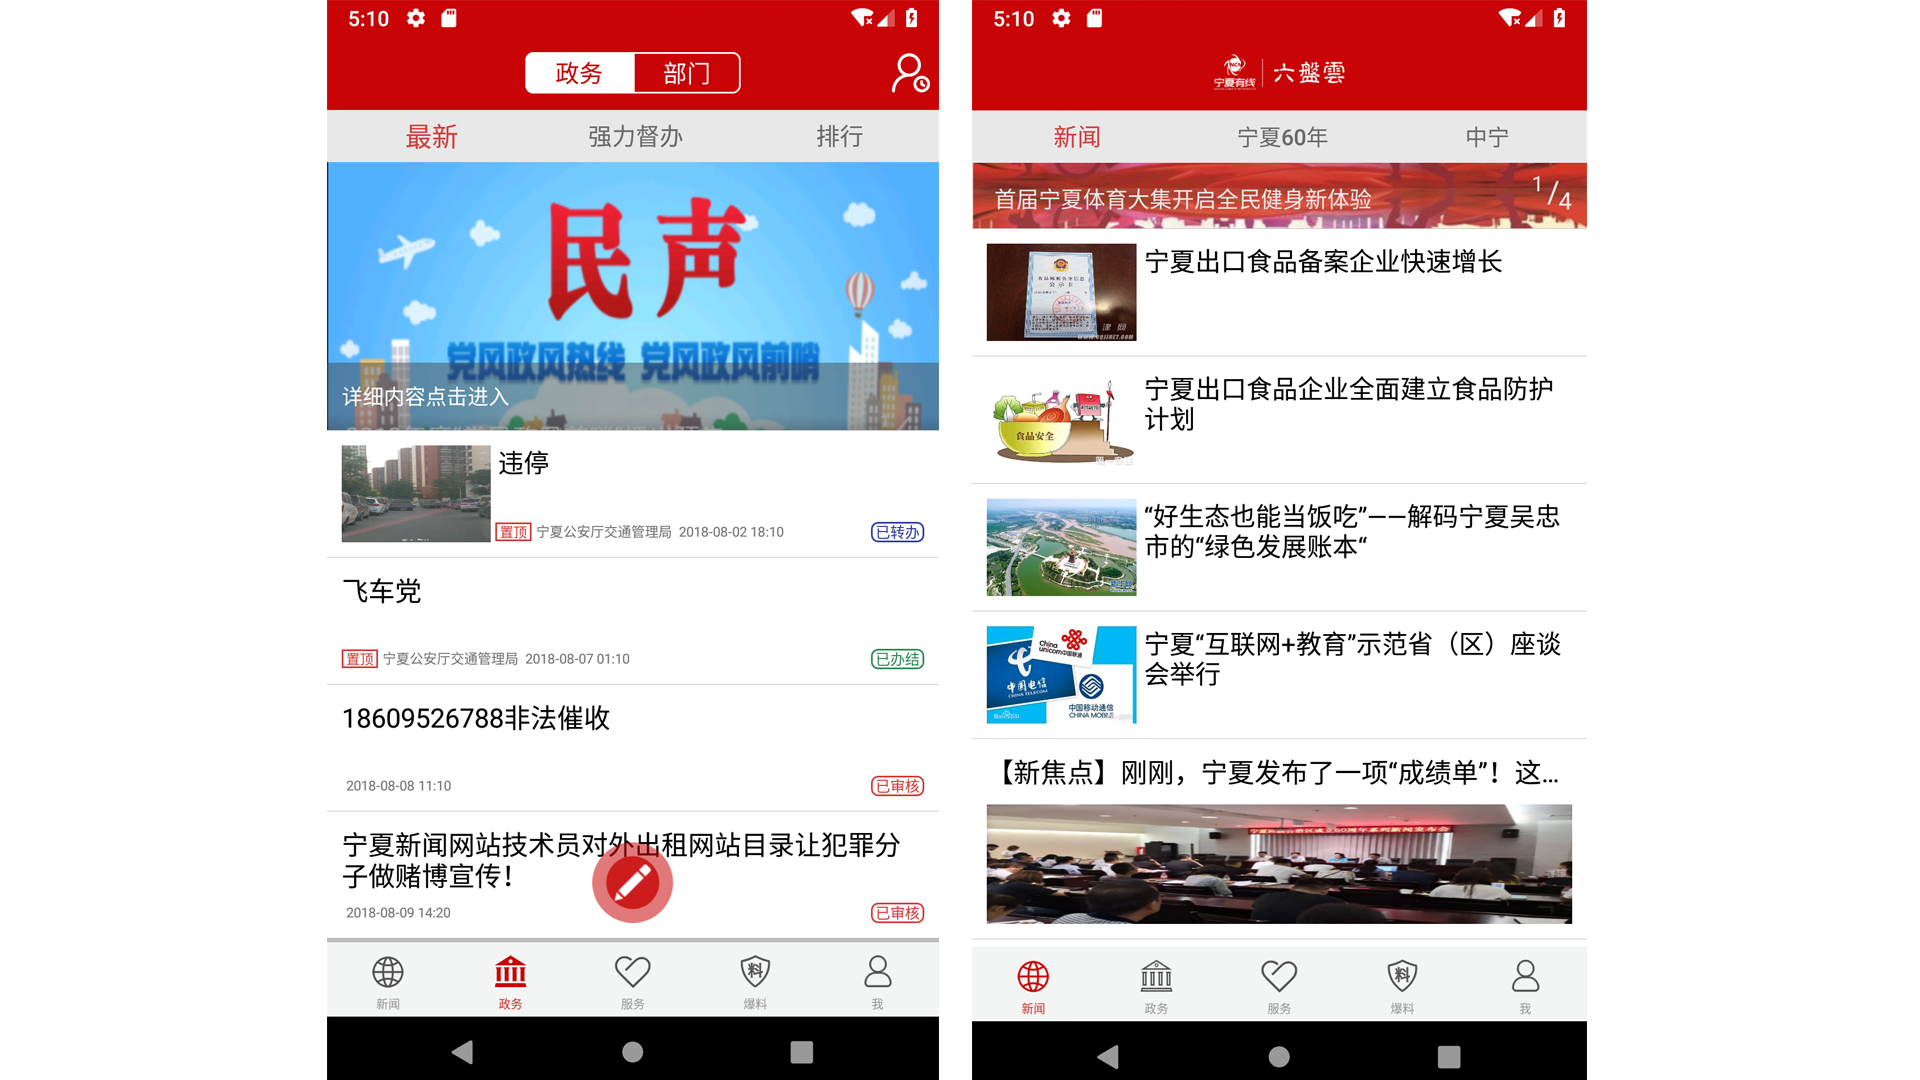 5:10
政务
部门
最新
强力督办
排行
民声
党风政风热线 党风政风前哨
详细内容点击进入
违停
置顶 宁夏公安厅交通管理局 2018-08-02 18:10
已转办
飞车党
置顶 宁夏公安厅交通管理局 2018-08-07 01:10
已办结
18609526788非法催收
2018-08-08 11:10
已审核
宁夏新闻网站技术员对外出租网站目录让犯罪分
子做赌博宣传！
2018-08-09 14:20
已审核
新闻
政务
服务
料
爆料
我
5:10
宁夏有线
六盤雲
新闻
宁夏60年
中宁
首届宁夏体育大集开启全民健身新体验
1/4
宁夏出口食品备案企业快速增长
公示卡
宁夏出口食品企业全面建立食品防护
计划
食品安全
“好生态也能当饭吃”——解码宁夏吴忠
市的“绿色发展账本“
宁夏“互联网+教育”示范省（区）座谈
会举行
China
unicom中国联通
中国电信
CHINA TELECOM
中国移动通信
CHINA MOBILE
【新焦点】刚刚，宁夏发布了一项“成绩单”！这...
新闻
政务
服务
料
爆料
我